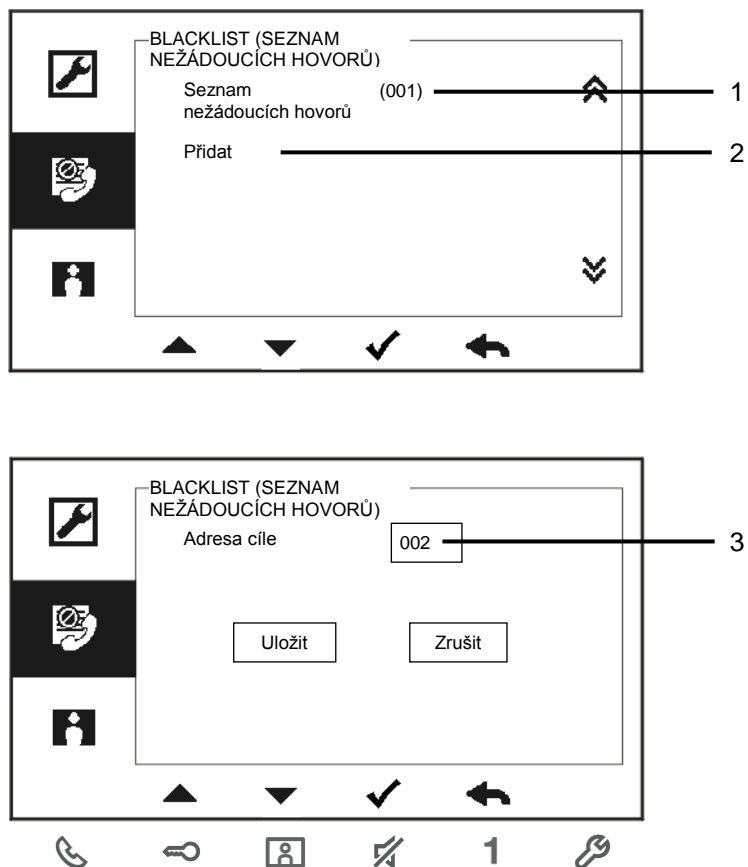 BLACKLIST (SEZNAM
NEŽÁDOUCÍCH HOVORŮ)
Seznam (001) 1
nežádoucích hovorů
Přidat 2
BLACKLIST (SEZNAM
NEŽÁDOUCÍCH HOVORŮ)
Adresa cíle 002 3
Uložit Zrušit
1